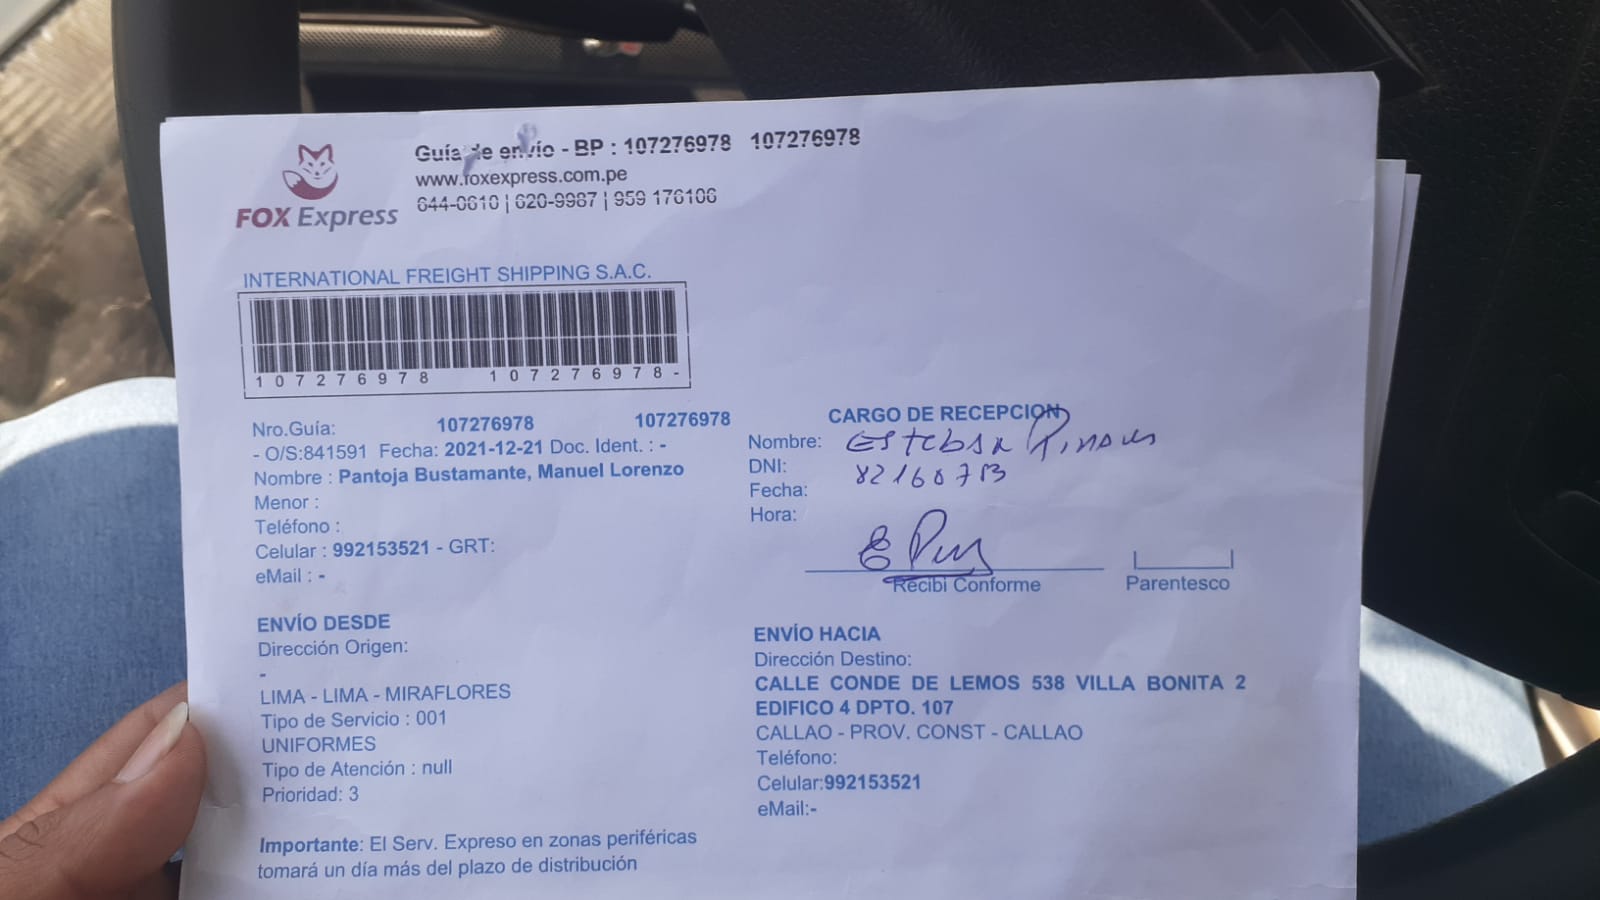 Guía de envío - BP : 107276978 107276978
www.foxexpress.com.pe
644-0610 | 620-9987 | 959 176106
FOX Express
INTERNATIONAL FREIGHT SHIPPING S.A.C.
107276978 107276978-
Nro.Guía: 107276978 107276978
- O/S:841591 Fecha: 2021-12-21 Doc. Ident. : -
Nombre : Pantoja Bustamante, Manuel Lorenzo
Menor :
Teléfono :
Celular : 992153521 - GRT:
eMail : -
CARGO DE RECEPCION
Nombre: Esteban
DNI:
Fecha:
Hora:
Recibi Conforme
Parentesco
ENVÍO DESDE
Dirección Origen:
-
LIMA - LIMA - MIRAFLORES
Tipo de Servicio : 001
UNIFORMES
Tipo de Atención : null
Prioridad: 3
ENVÍO HACIA
Dirección Destino:
CALLE CONDE DE LEMOS 538 VILLA BONITA 2
EDIFICO 4 DPTO. 107
CALLAO - PROV. CONST - CALLAO
Teléfono:
Celular:992153521
eMail:-
Importante: El Serv. Expreso en zonas periféricas
tomará un día más del plazo de distribución